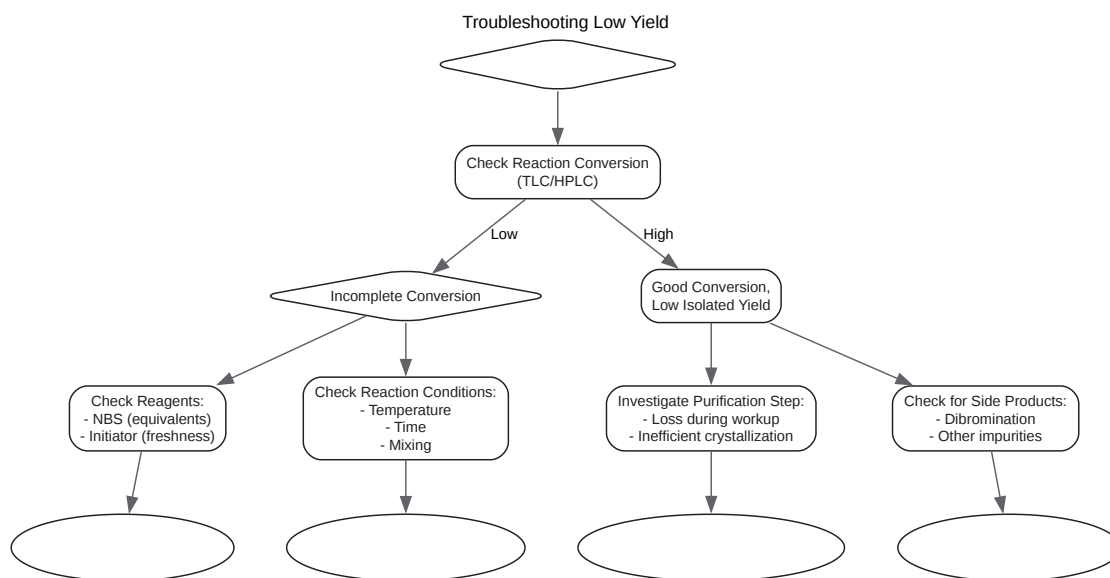 Troubleshooting Low Yield
Check Reaction Conversion
(TLC/HPLC)
Low
High
Incomplete Conversion
Good Conversion,
Low Isolated Yield
Check Reagents:
- NBS (equivalents)
- Initiator (freshness)
Check Reaction Conditions:
- Temperature
- Time
- Mixing
Investigate Purification Step:
- Loss during workup
- Inefficient crystallization
Check for Side Products:
- Dibromination
- Other impurities